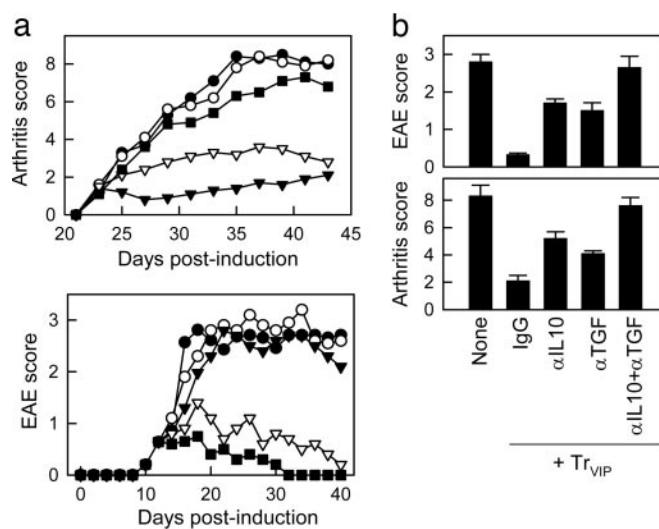 a
Arthritis score
8
6
4
2
0
20 25 30 35 40 45
Days post-induction
EAE score
3
2
1
0
0 10 20 30 40
Days post-induction
b
EAE score
3
2
1
0
Arthritis score
8
6
4
2
0
None
IgG
αIL10
αTGF
αIL10+αTGF
+ TrVIP